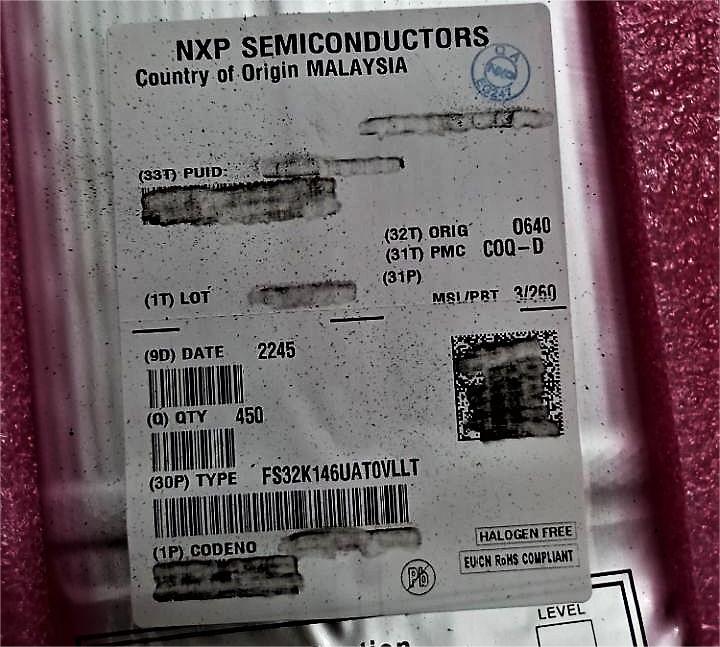 NXP SEMICONDUCTORS
Country of Origin MALAYSIA
QA
(33T) PUID
(32T) ORIG 0640
(31T) PMC COQ-D
(31P)
(1T) LOT
MSL/PBT 3/260
(9D) DATE 2245
(Q) QTY 450
(30P) TYPE FS32K146UAT0VLLT
(1P) CODENO
HALOGEN FREE
EU/CN RoHS COMPLIANT
Pb
LEVEL